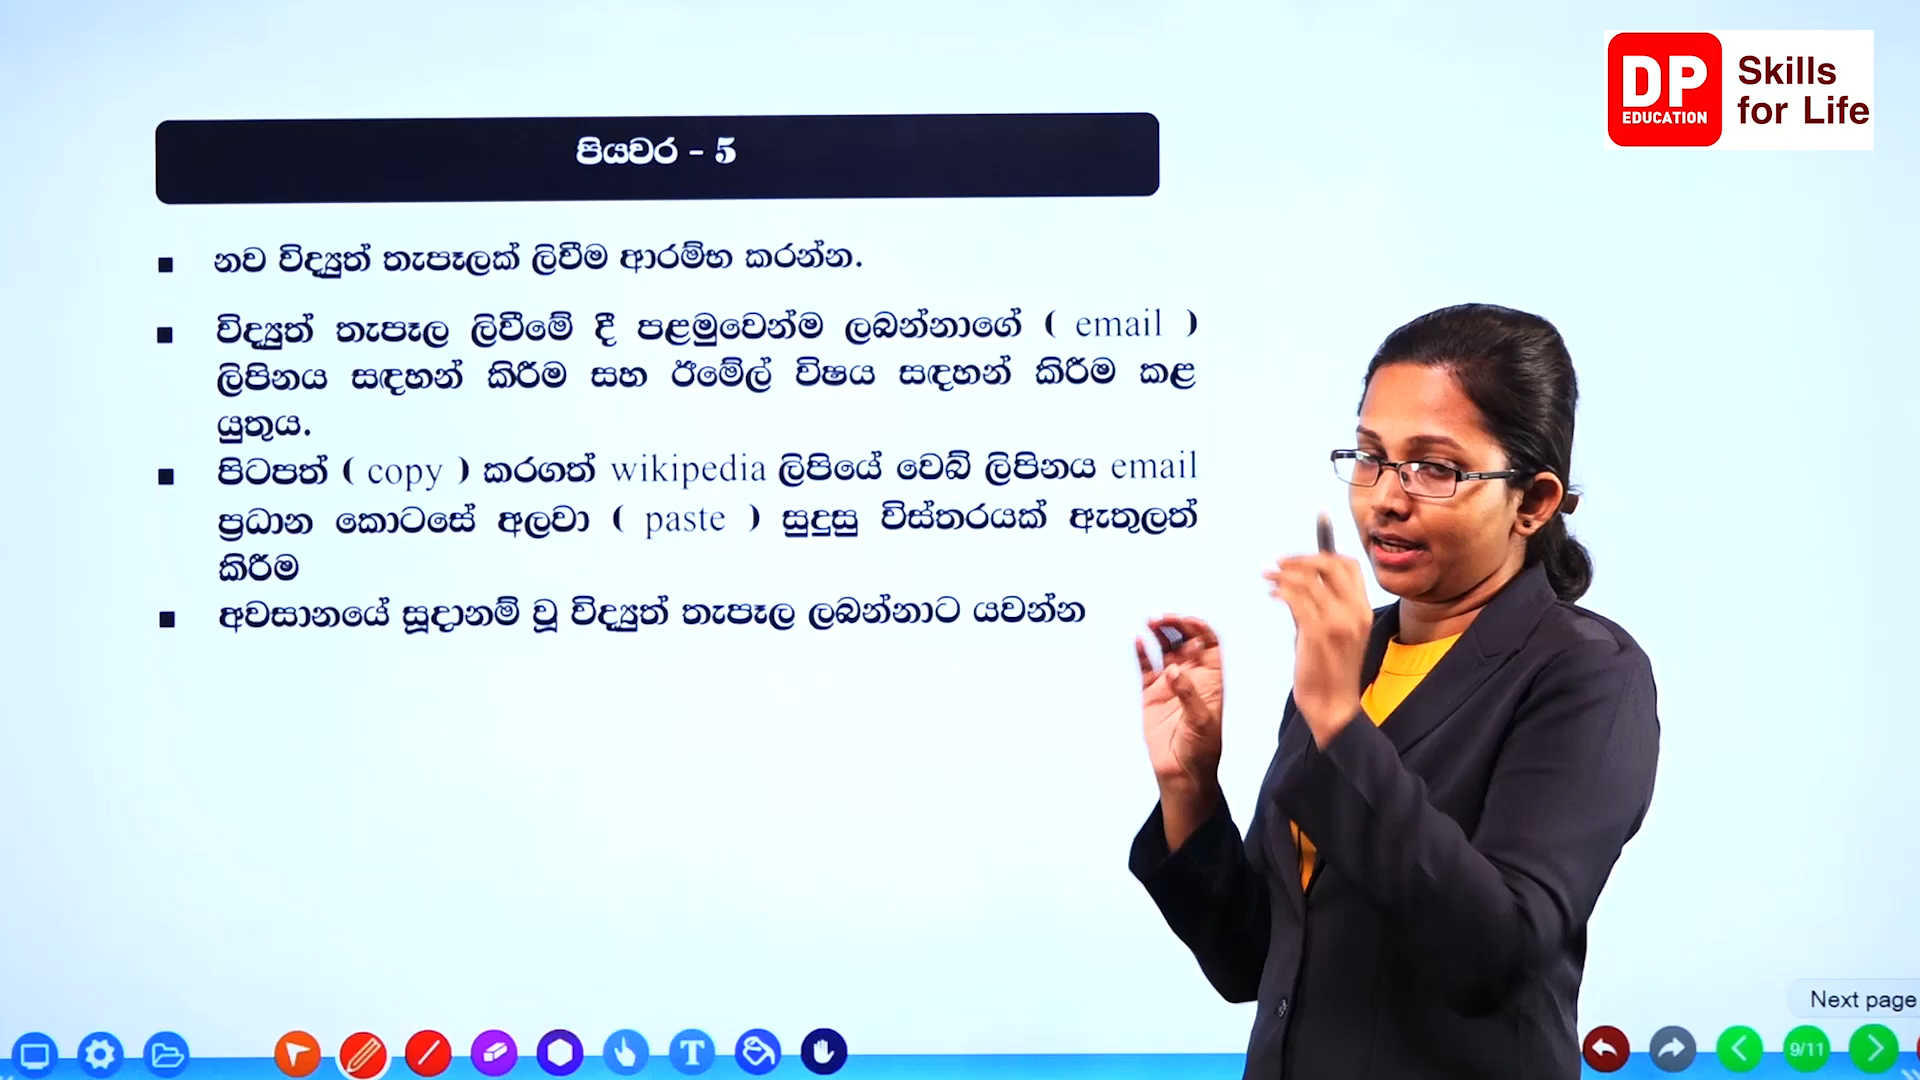 DP
EDUCATION
Skills
for Life
පියවර - 5
■ නව විද්‍යුත් තැපෑලක් ලිවීම ආරම්භ කරන්න.
■ විද්‍යුත් තැපෑල ලිවීමේ දී පළමුවෙන්ම ලබන්නාගේ ( email )
ලිපිනය සඳහන් කිරීම සහ ඊමේල් විෂය සඳහන් කිරීම කළ
යුතුය.
■ පිටපත් ( copy ) කරගත් wikipedia ලිපියේ වෙබ් ලිපිනය email
ප්‍රධාන කොටසේ අලවා ( paste ) සුදුසු විස්තරයක් ඇතුලත්
කිරීම
■ අවසානයේ සූදානම් වූ විද්‍යුත් තැපෑල ලබන්නාට යවන්න
Next page
T
9/11